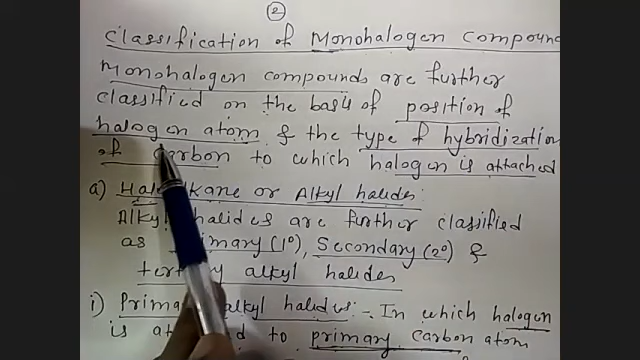 2
Classification of Monohalogen Compound
Monohalogen compounds are further
classified on the basis of position of
halogen atom & the type of hybridization
of carbon to which halogen is attached
a) Haloalkane or Alkyl halides:
Alkyl halides are further classified
as Primary (1°), Secondary (2°) &
tertiary alkyl halides
i) Primary alkyl halides: - In which halogen
is to primary carbon atom